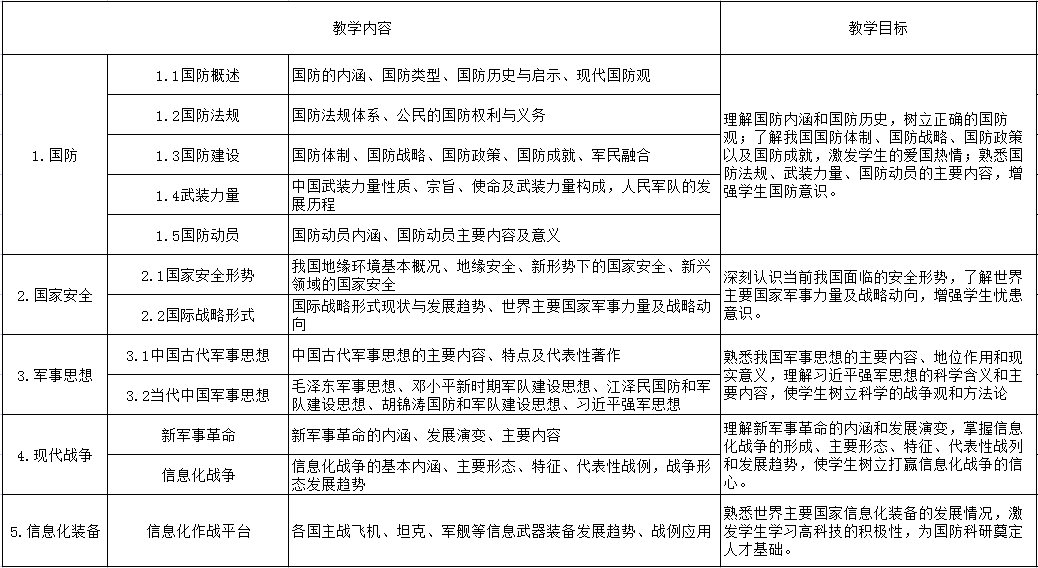 教学内容
教学目标
1.国防
1.1国防概述
国防的内涵、国防类型、国防历史与启示、现代国防观
1.2国防法规
国防法规体系、公民的国防权利与义务
1.3国防建设
国防体制、国防战略、国防政策、国防成就、军民融合
1.4武装力量
中国武装力量性质、宗旨、使命及武装力量构成，人民军队的发
展历程
1.5国防动员
国防动员内涵、国防动员主要内容及意义
理解国防内涵和国防历史，树立正确的国防
观；了解我国国防体制、国防战略、国防政策
以及国防成就，激发学生的爱国热情；熟悉国
防法规、武装力量、国防动员的主要内容，增
强学生国防意识。
2.国家安全
2.1国家安全形势
我国地缘环境基本概况、地缘安全、新形势下的国家安全、新兴
领域的国家安全
2.2国际战略形式
国际战略形式现状与发展趋势、世界主要国家军事力量及战略动
向
深刻认识当前我国面临的安全形势，了解世界
主要国家军事力量及战略动向，增强学生忧患
意识。
3.军事思想
3.1中国古代军事思想
中国古代军事思想的主要内容、特点及代表性著作
3.2当代中国军事思想
毛泽东军事思想、邓小平新时期军队建设思想、江泽民国防和军
队建设思想、胡锦涛国防和军队建设思想、习近平强军思想
熟悉我国军事思想的主要内容、地位作用和现
实意义，理解习近平强军思想的科学含义和主
要内容，使学生树立科学的战争观和方法论
4.现代战争
新军事革命
新军事革命的内涵、发展演变、主要内容
信息化战争
信息化战争的基本内涵、主要形态、特征、代表性战例，战争形
态发展趋势
理解新军事革命的内涵和发展演变，掌握信息
化战争的形成、主要形态、特征、代表性战列
和发展趋势，使学生树立打赢信息化战争的信
心。
5.信息化装备
信息化作战平台
各国主战飞机、坦克、军舰等信息武器装备发展趋势、战例应用
熟悉世界主要国家信息化装备的发展情况，激
发学生学习高科技的积极性，为国防科研奠定
人才基础。